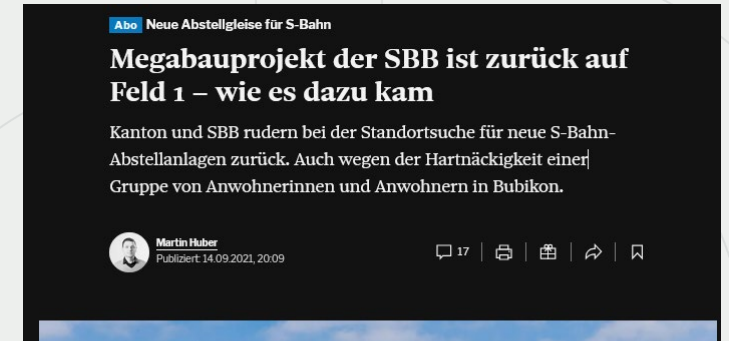 Abo Neue Abstellgleise für S-Bahn
Megabauprojekt der SBB ist zurück auf
Feld 1 – wie es dazu kam
Kanton und SBB rudern bei der Standortsuche für neue S-Bahn-
Abstellanlagen zurück. Auch wegen der Hartnäckigkeit einer
Gruppe von Anwohnerinnen und Anwohnern in Bubikon.
Martin Huber
Publiziert: 14.09.2021, 20:09
17